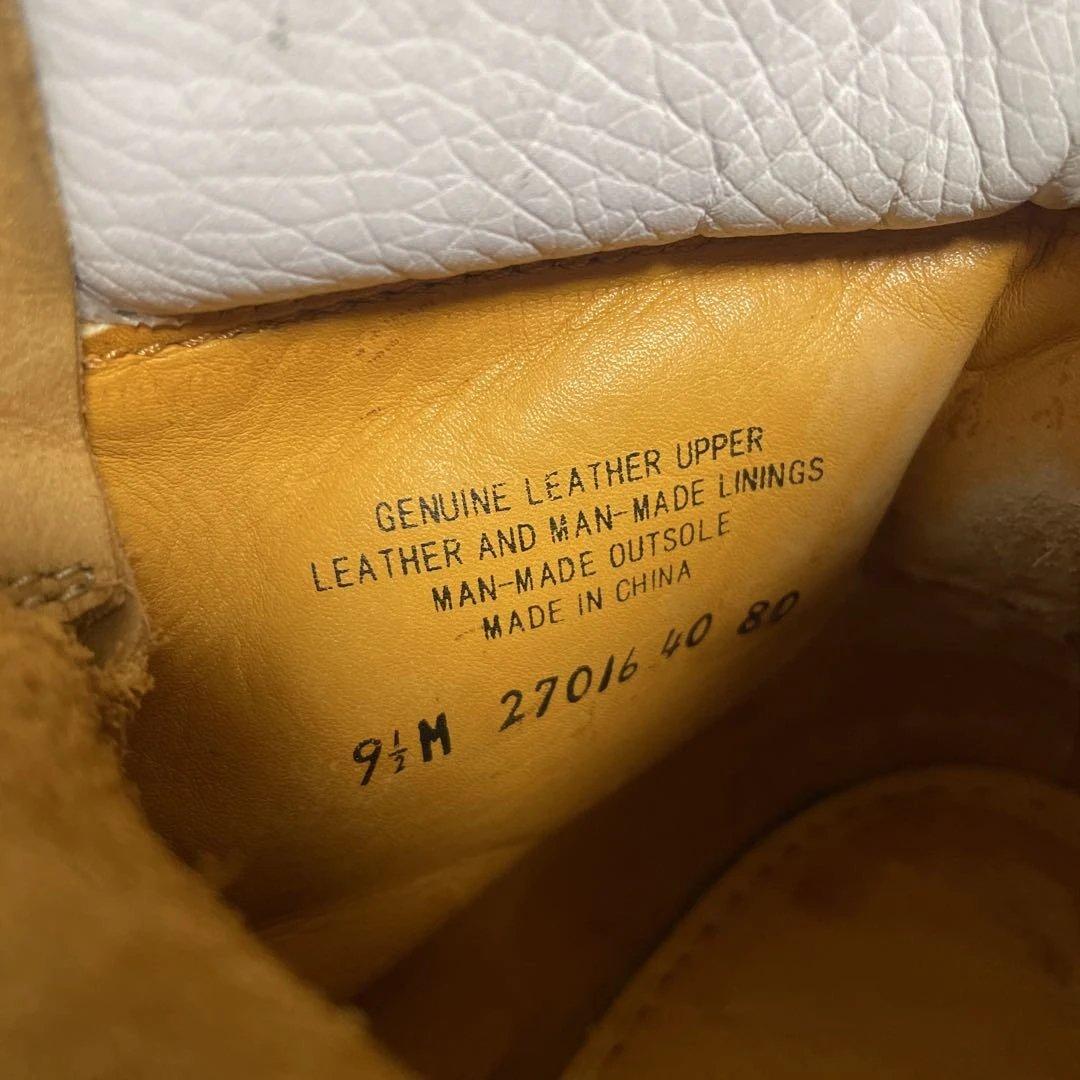 GENUINE LEATHER UPPER
LEATHER AND MAN-MADE LININGS
MAN-MADE OUTSOLE
MADE IN CHINA
9½M 27016 40 80